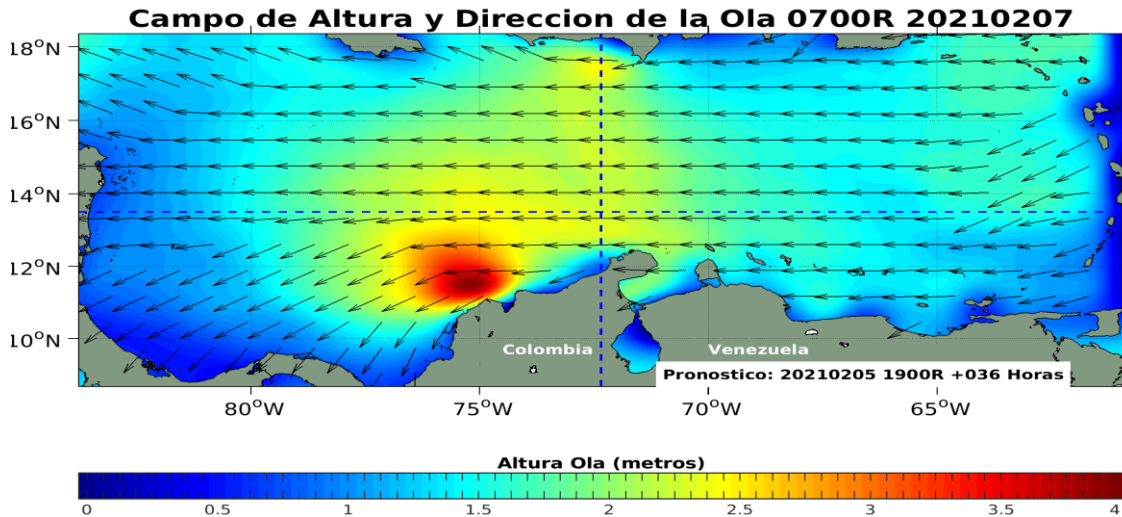 Campo de Altura y Direccion de la Ola 0700R 20210207
18°N
16°N
14°N
12°N
10°N
Colombia
Venezuela
Pronostico: 20210205 1900R +036 Horas
80°W
75°W
70°W
65°W
Altura Ola (metros)
0 0.5 1 1.5 2 2.5 3 3.5 4